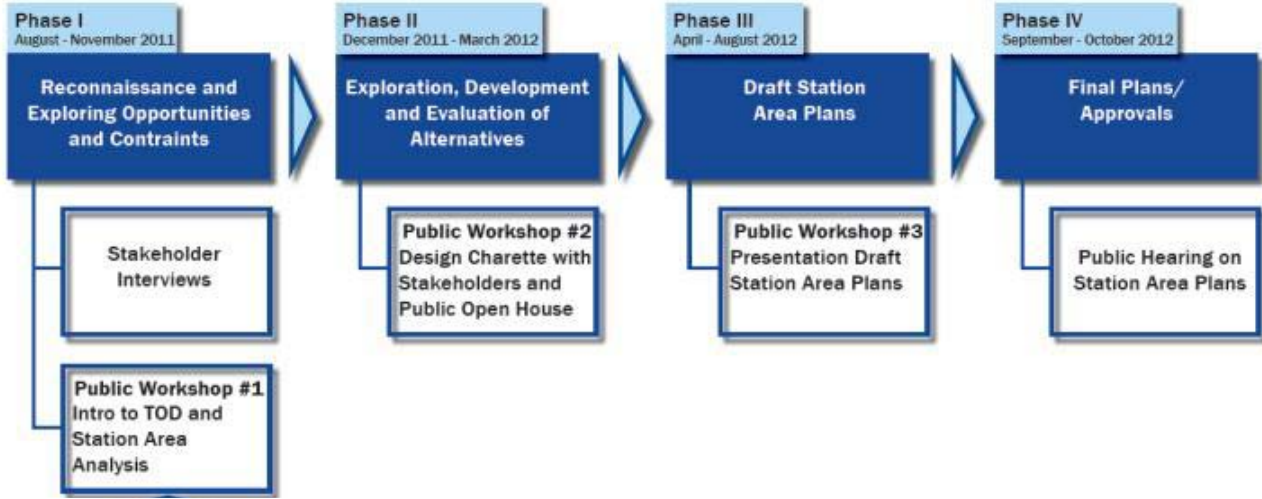 Phase I
August - November 2011
Reconnaissance and
Exploring Opportunities
and Contraints
Stakeholder
Interviews
Public Workshop #1
Intro to TOD and
Station Area
Analysis
Phase II
December 2011 - March 2012
Exploration, Development
and Evaluation of
Alternatives
Public Workshop #2
Design Charette with
Stakeholders and
Public Open House
Phase III
April - August 2012
Draft Station
Area Plans
Public Workshop #3
Presentation Draft
Station Area Plans
Phase IV
September - October 2012
Final Plans/
Approvals
Public Hearing on
Station Area Plans